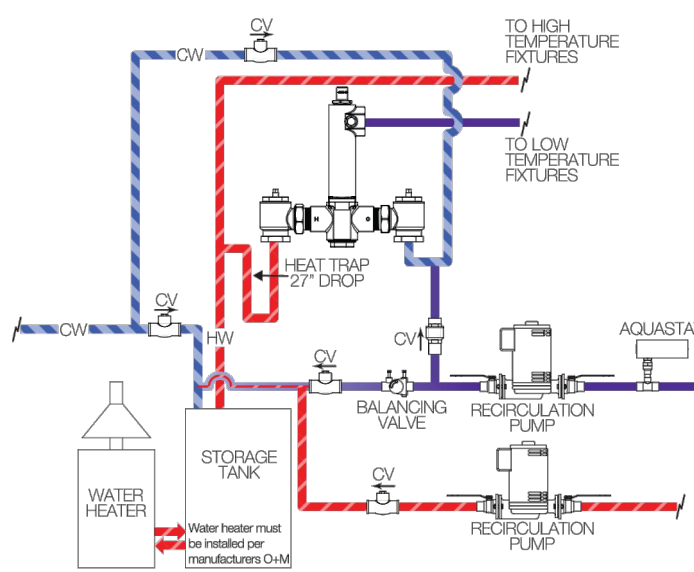 CV
TO HIGH
TEMPERATURE
FIXTURES
CW
TO LOW
TEMPERATURE
FIXTURES
H
HEAT TRAP
27" DROP
CV
CW
HW
CV
AQUASTAT
CV
BALANCING
VALVE
RECIRCULATION
PUMP
STORAGE
TANK
CV
WATER
HEATER
Water heater must
be installed per
manufacturers O+M
RECIRCULATION
PUMP